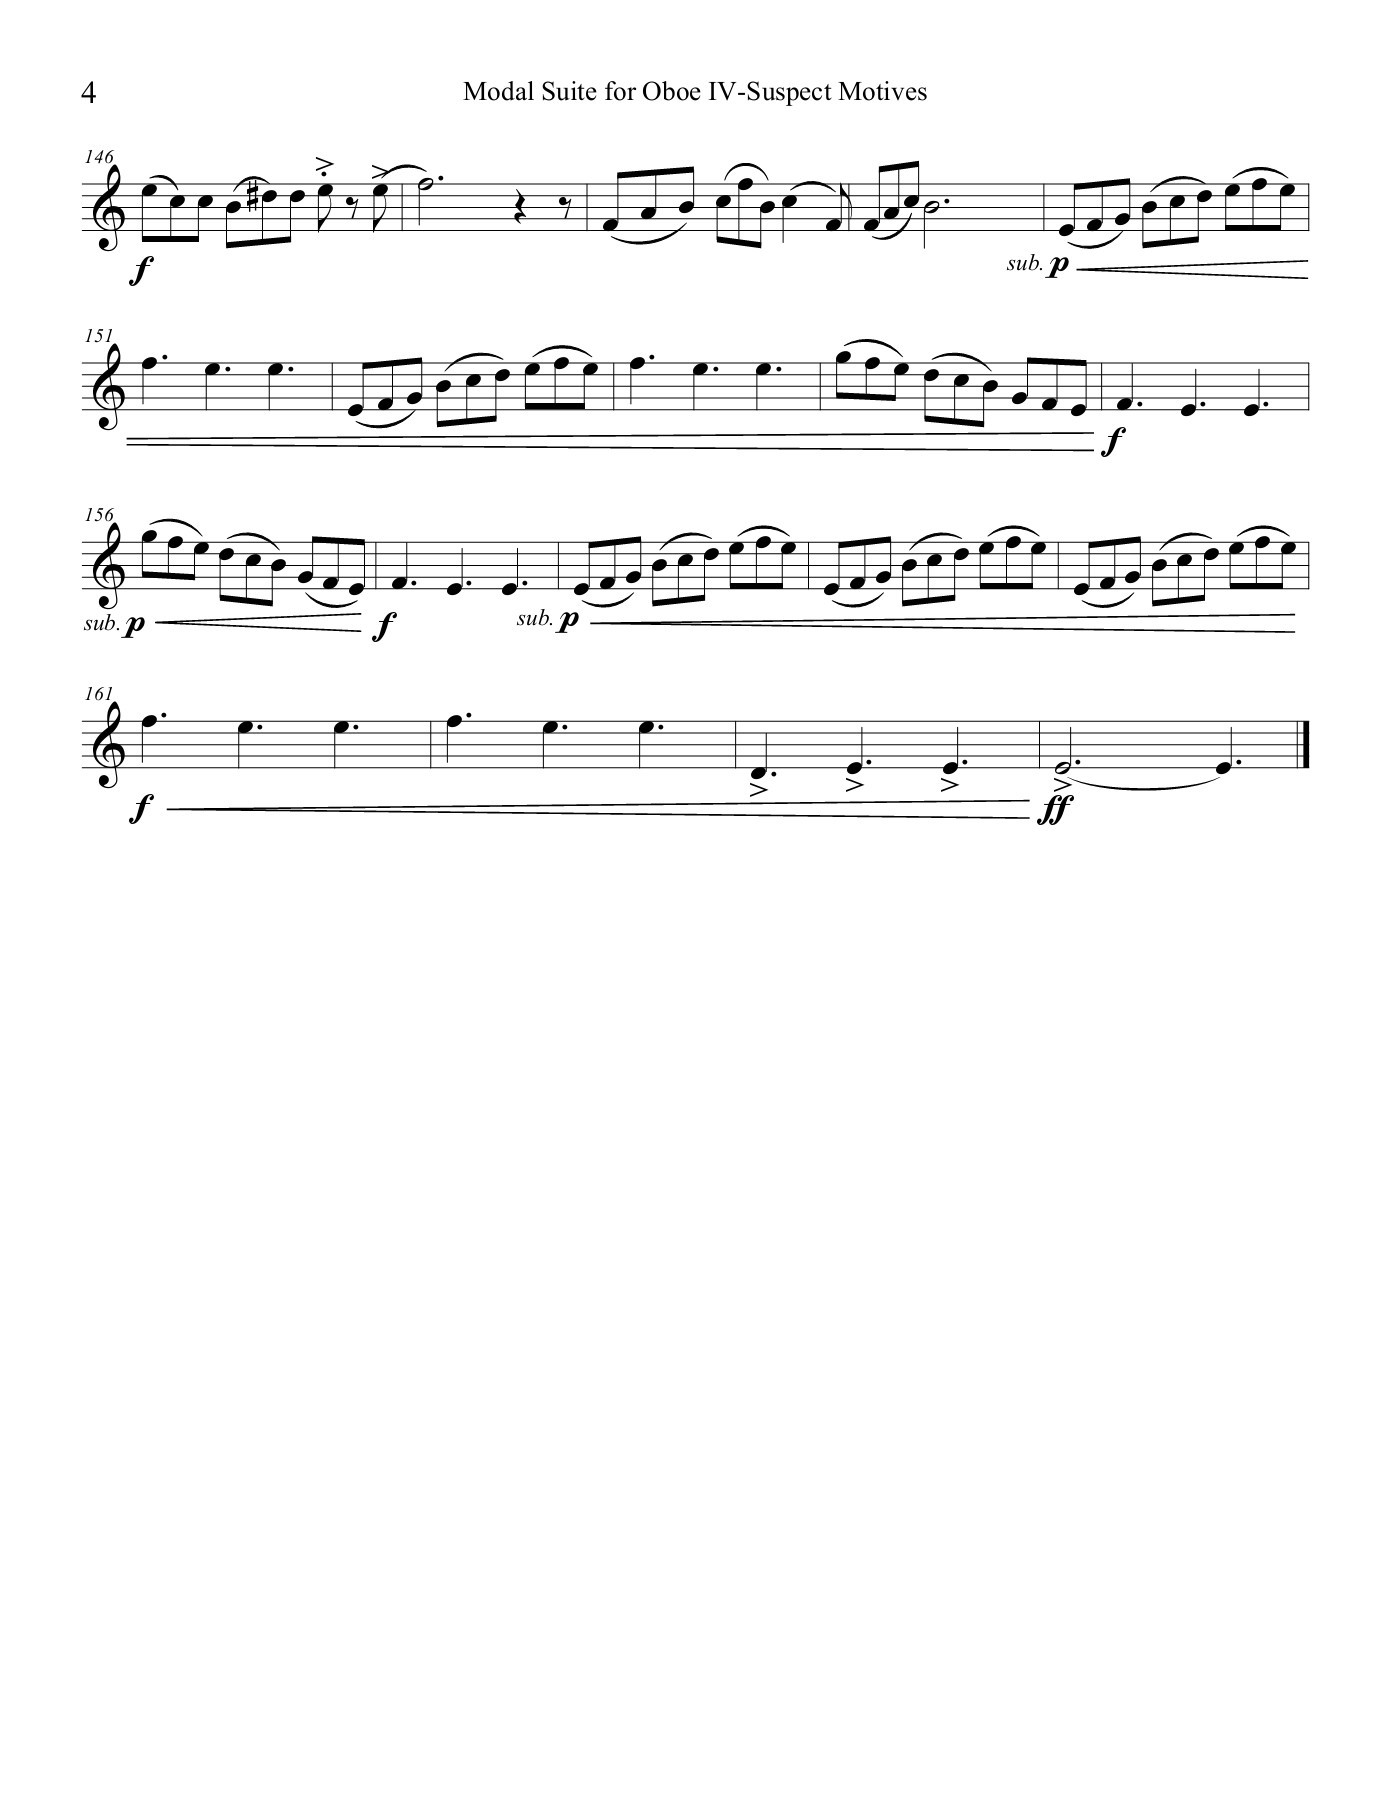 4
Modal Suite for Oboe IV-Suspect Motives
146
f
sub. p
151
f
156
sub. p
f
sub. p
161
f
ff